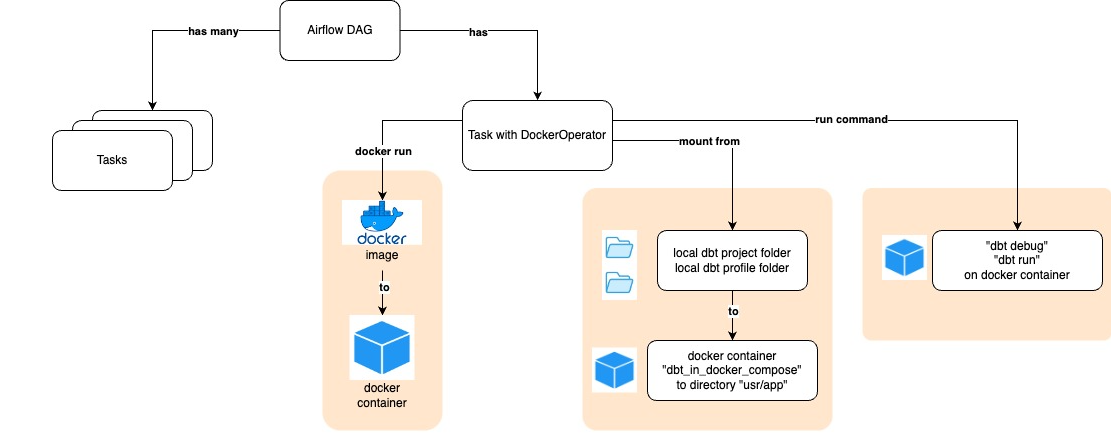 Airflow DAG
has many
has
Tasks
Task with DockerOperator
run command
mount from
docker run
docker
image
to
docker
container
local dbt project folder
local dbt profile folder
to
docker container
"dbt_in_docker_compose"
to directory "usr/app"
"dbt debug"
"dbt run"
on docker container